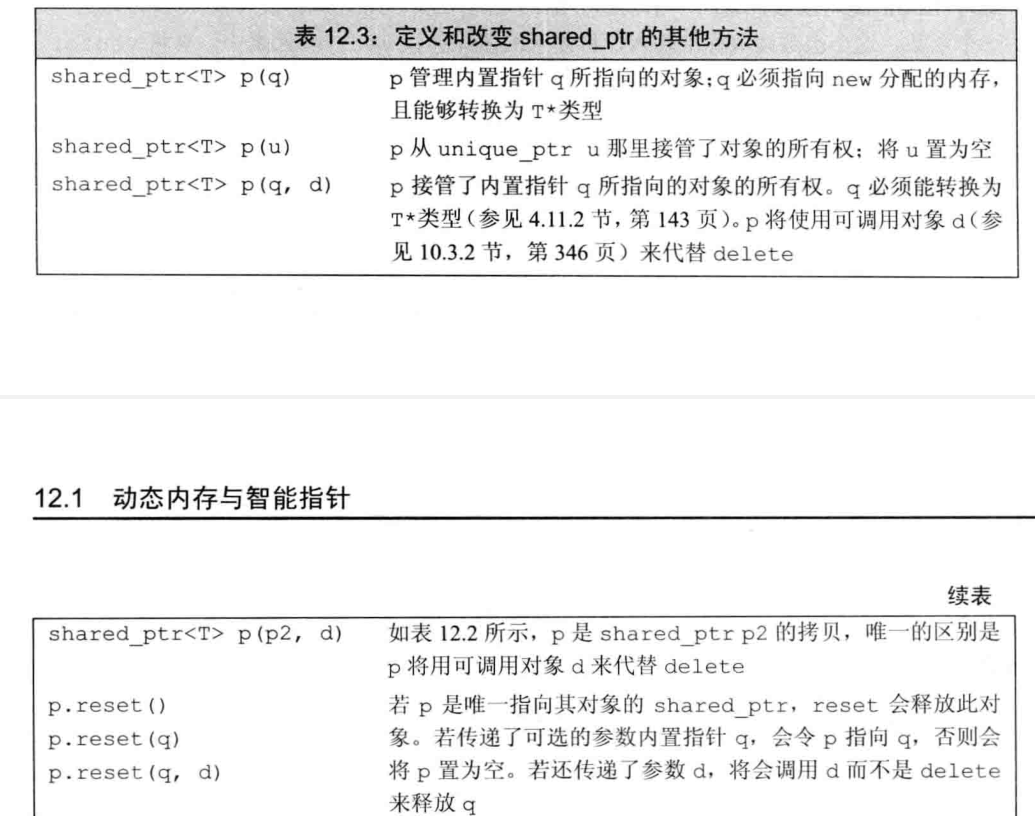 表 12.3：定义和改变 shared_ptr 的其他方法
shared_ptr<T> p(q) p 管理内置指针 q 所指向的对象;q 必须指向 new 分配的内存，
且能够转换为 T*类型
shared_ptr<T> p(u) p 从 unique_ptr u 那里接管了对象的所有权；将 u 置为空
shared_ptr<T> p(q, d) p 接管了内置指针 q 所指向的对象的所有权。q 必须能转换为
T*类型（参见 4.11.2 节，第 143 页）。p 将使用可调用对象 d（参
见 10.3.2 节，第 346 页）来代替 delete
12.1 动态内存与智能指针
续表
shared_ptr<T> p(p2, d) 如表 12.2 所示，p 是 shared_ptr p2 的拷贝，唯一的区别是
p 将用可调用对象 d 来代替 delete
p.reset() 若 p 是唯一指向其对象的 shared_ptr，reset 会释放此对
p.reset(q) 象。若传递了可选的参数内置指针 q，会令 p 指向 q，否则会
p.reset(q, d) 将 p 置为空。若还传递了参数 d，将会调用 d 而不是 delete
来释放 q